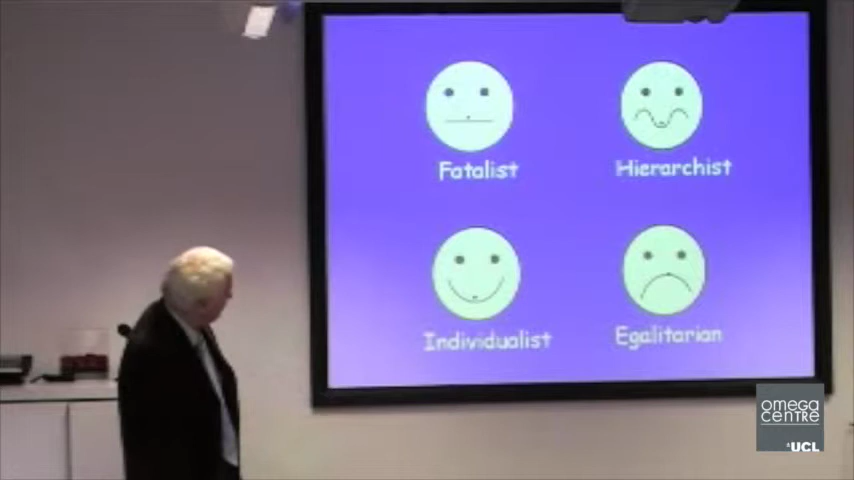 Fatalist
Hierarchist
Individualist
Egalitarian
omega
centre
UCL